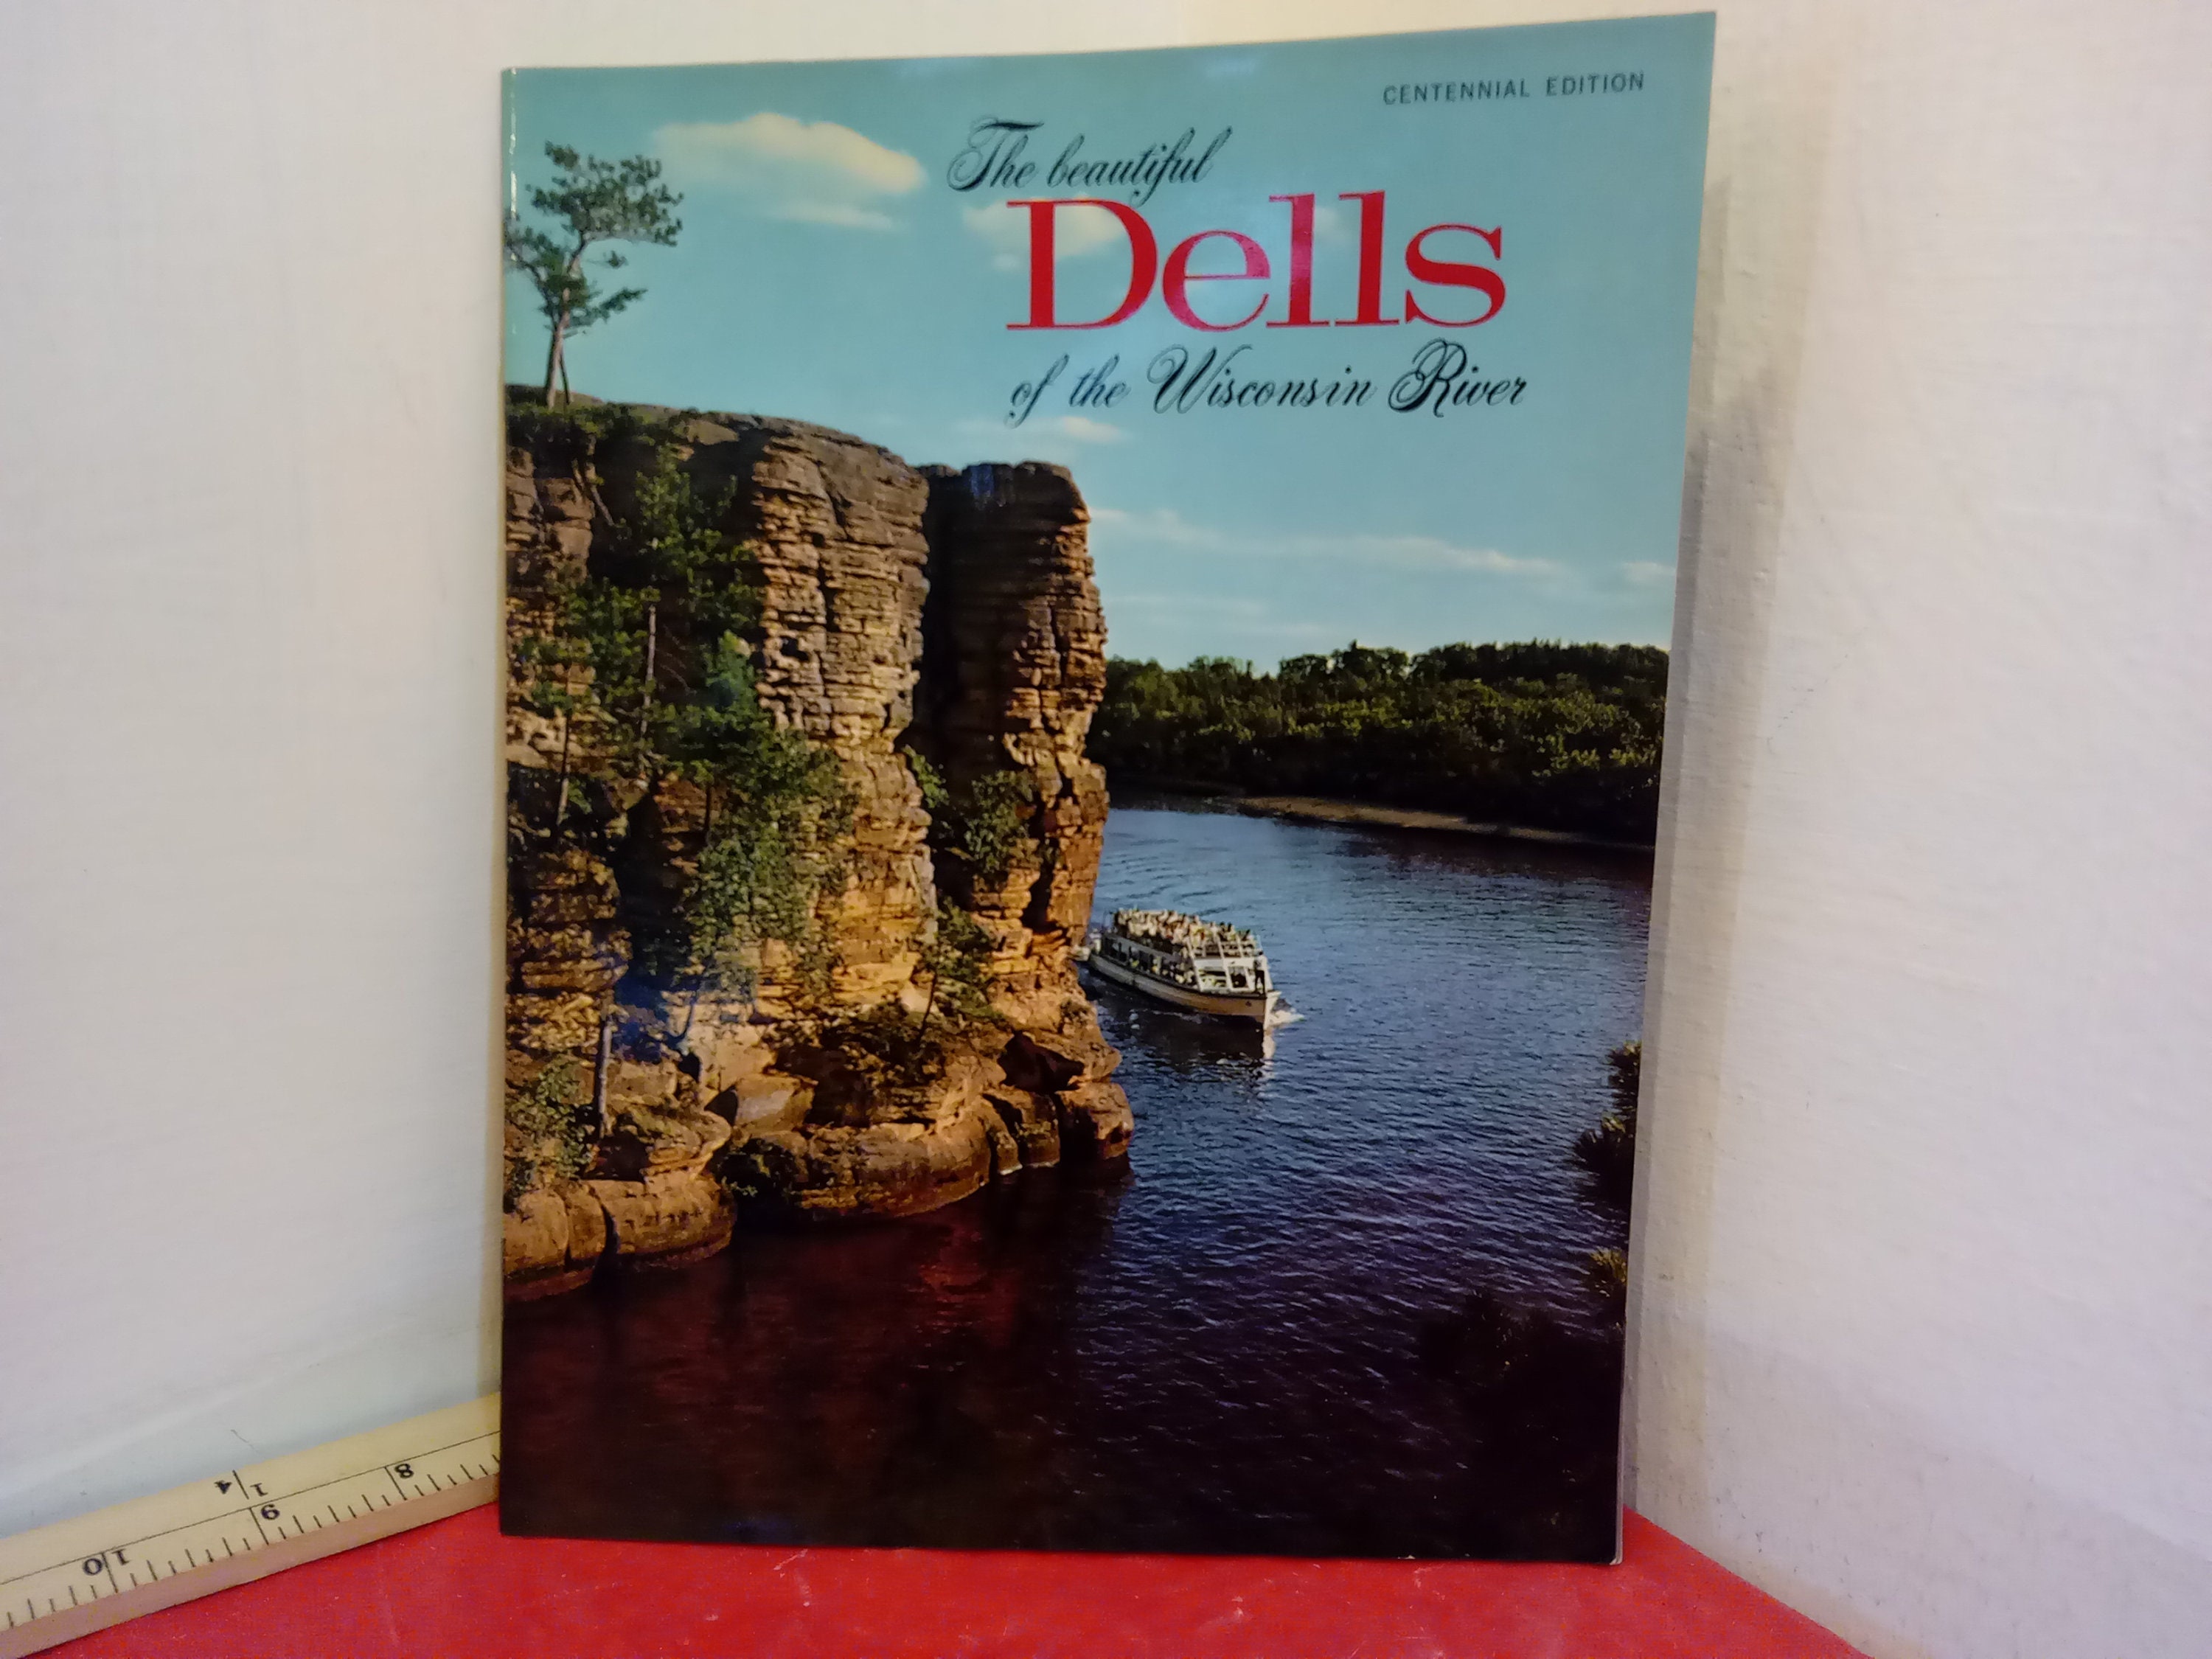 CENTENNIAL EDITION
The beautiful
Dells
of the Wisconsin River
8
9
14
10